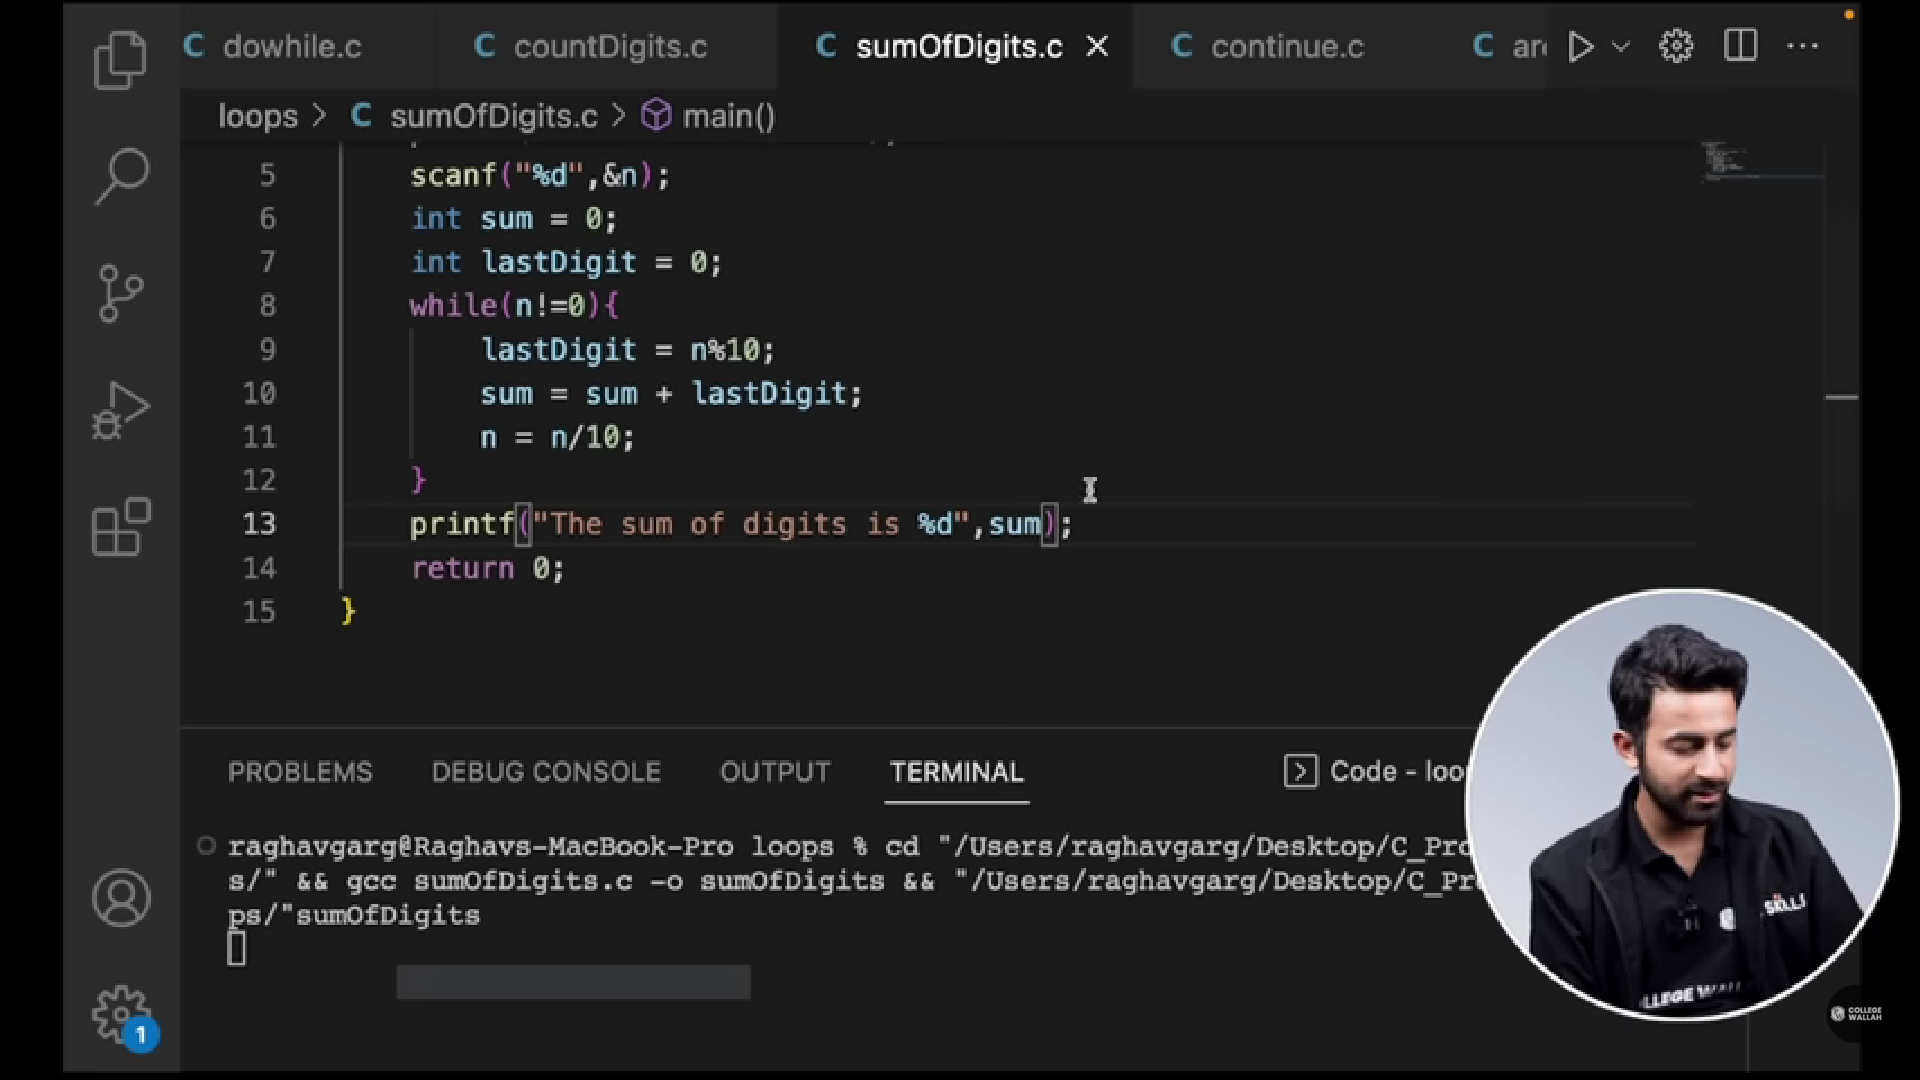 dowhile.c countDigits.c sumOfDigits.c continue.c
loops > C sumOfDigits.c > main()
5 scanf("%d",&n);
6 int sum = 0;
7 int lastDigit = 0;
8 while(n!=0){
9 lastDigit = n%10;
10 sum = sum + lastDigit;
11 n = n/10;
12 }
13 printf("The sum of digits is %d",sum);
14 return 0;
15 }
PROBLEMS DEBUG CONSOLE OUTPUT TERMINAL Code - loo
raghavgarg@Raghavs-MacBook-Pro loops % cd "/Users/raghavgarg/Desktop/C_Pro
s/" && gcc sumOfDigits.c -o sumOfDigits && "/Users/raghavgarg/Desktop/C_Pr
ps/"sumOfDigits
1
COLLEGE
WALLAH